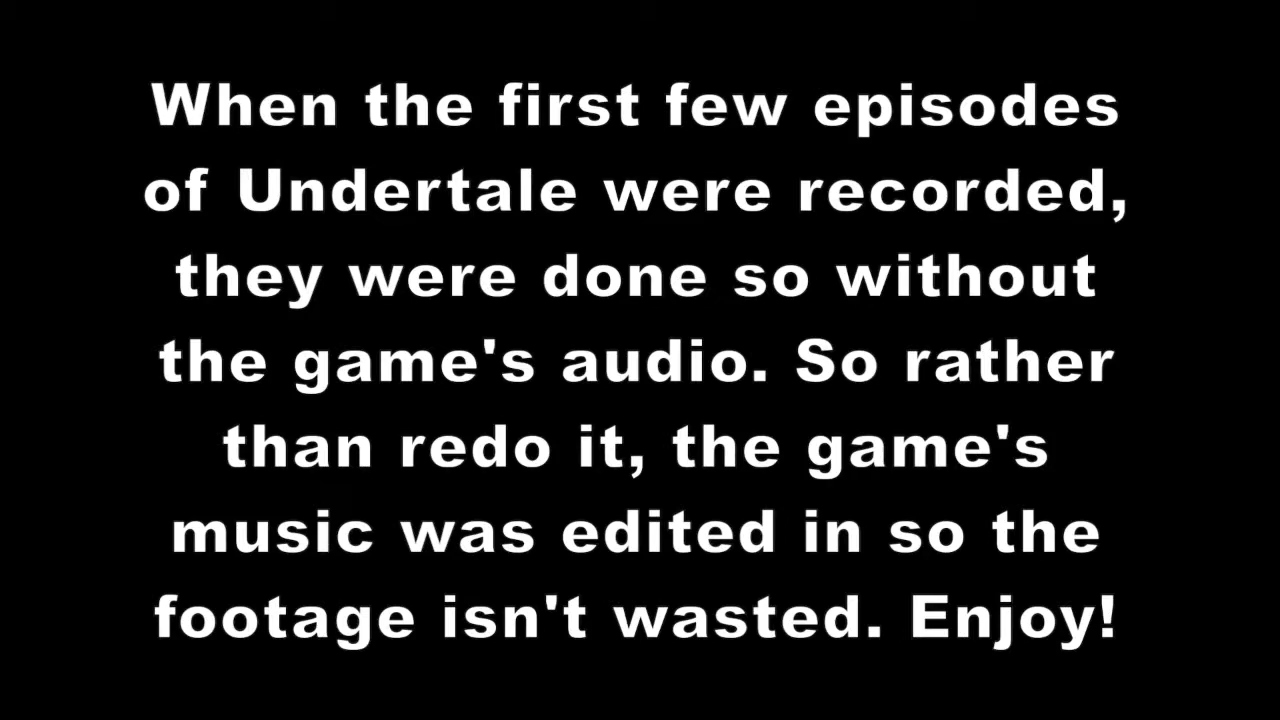 When the first few episodes
of Undertale were recorded,
they were done so without
the game's audio. So rather
than redo it, the game's
music was edited in so the
footage isn't wasted. Enjoy!